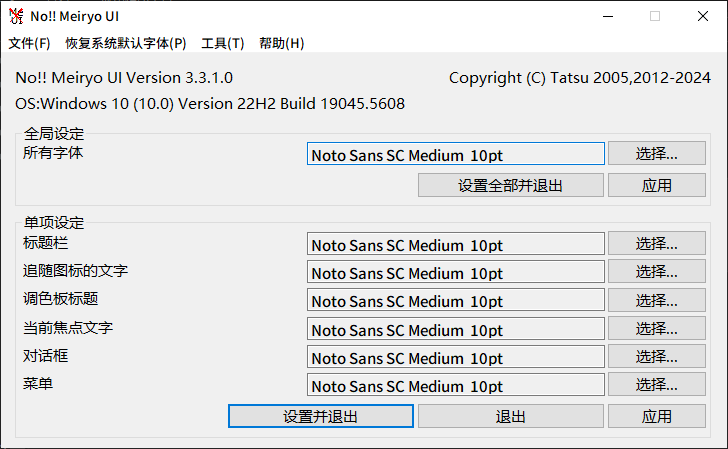 No!! Meiryo UI
文件(F) 恢复系统默认字体(P) 工具(T) 帮助(H)
No!! Meiryo UI Version 3.3.1.0 Copyright (C) Tatsu 2005,2012-2024
OS:Windows 10 (10.0) Version 22H2 Build 19045.5608
全局设定
所有字体 Noto Sans SC Medium 10pt 选择...
设置全部并退出 应用
单项设定
标题栏 Noto Sans SC Medium 10pt 选择...
追随图标的文字 Noto Sans SC Medium 10pt 选择...
调色板标题 Noto Sans SC Medium 10pt 选择...
当前焦点文字 Noto Sans SC Medium 10pt 选择...
对话框 Noto Sans SC Medium 10pt 选择...
菜单 Noto Sans SC Medium 10pt 选择...
设置并退出 退出 应用